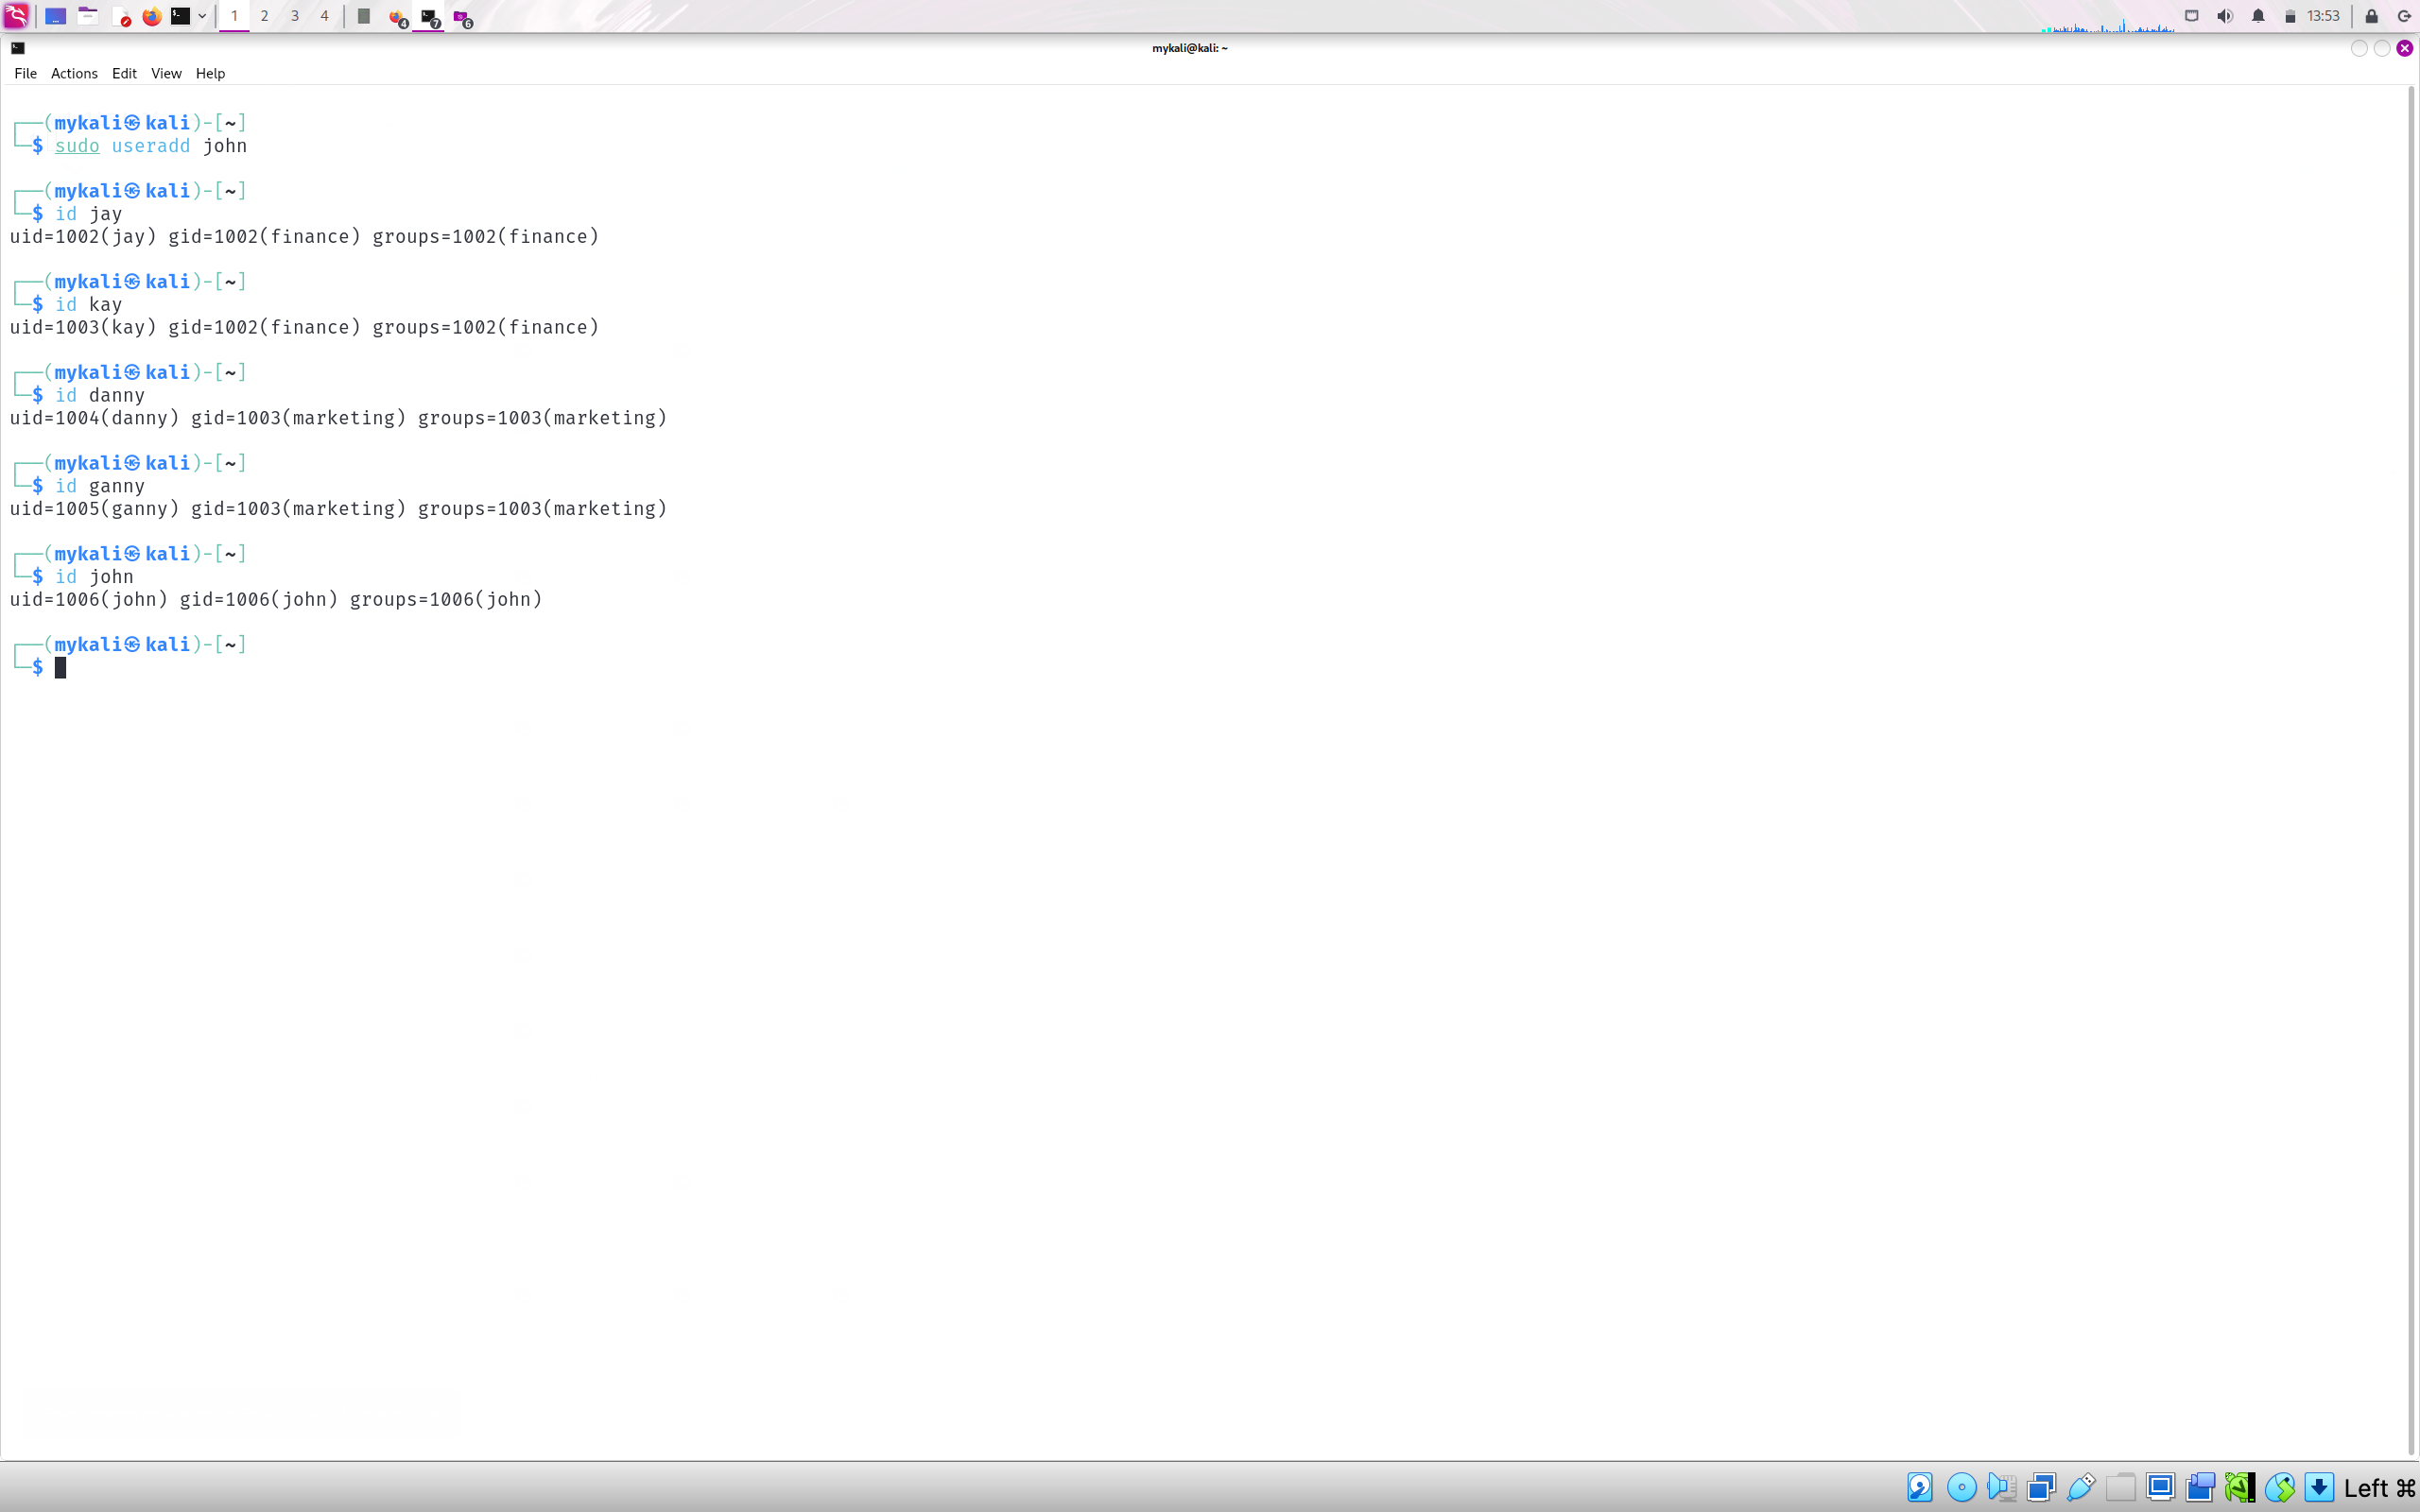 1 2 3 4 4 7 6 13:53
mykali@kali: ~
File Actions Edit View Help
┌──(mykali㉿kali)-[~]
└─$ sudo useradd john
┌──(mykali㉿kali)-[~]
└─$ id jay
uid=1002(jay) gid=1002(finance) groups=1002(finance)
┌──(mykali㉿kali)-[~]
└─$ id kay
uid=1003(kay) gid=1002(finance) groups=1002(finance)
┌──(mykali㉿kali)-[~]
└─$ id danny
uid=1004(danny) gid=1003(marketing) groups=1003(marketing)
┌──(mykali㉿kali)-[~]
└─$ id ganny
uid=1005(ganny) gid=1003(marketing) groups=1003(marketing)
┌──(mykali㉿kali)-[~]
└─$ id john
uid=1006(john) gid=1006(john) groups=1006(john)
┌──(mykali㉿kali)-[~]
└─$
Left ⌘